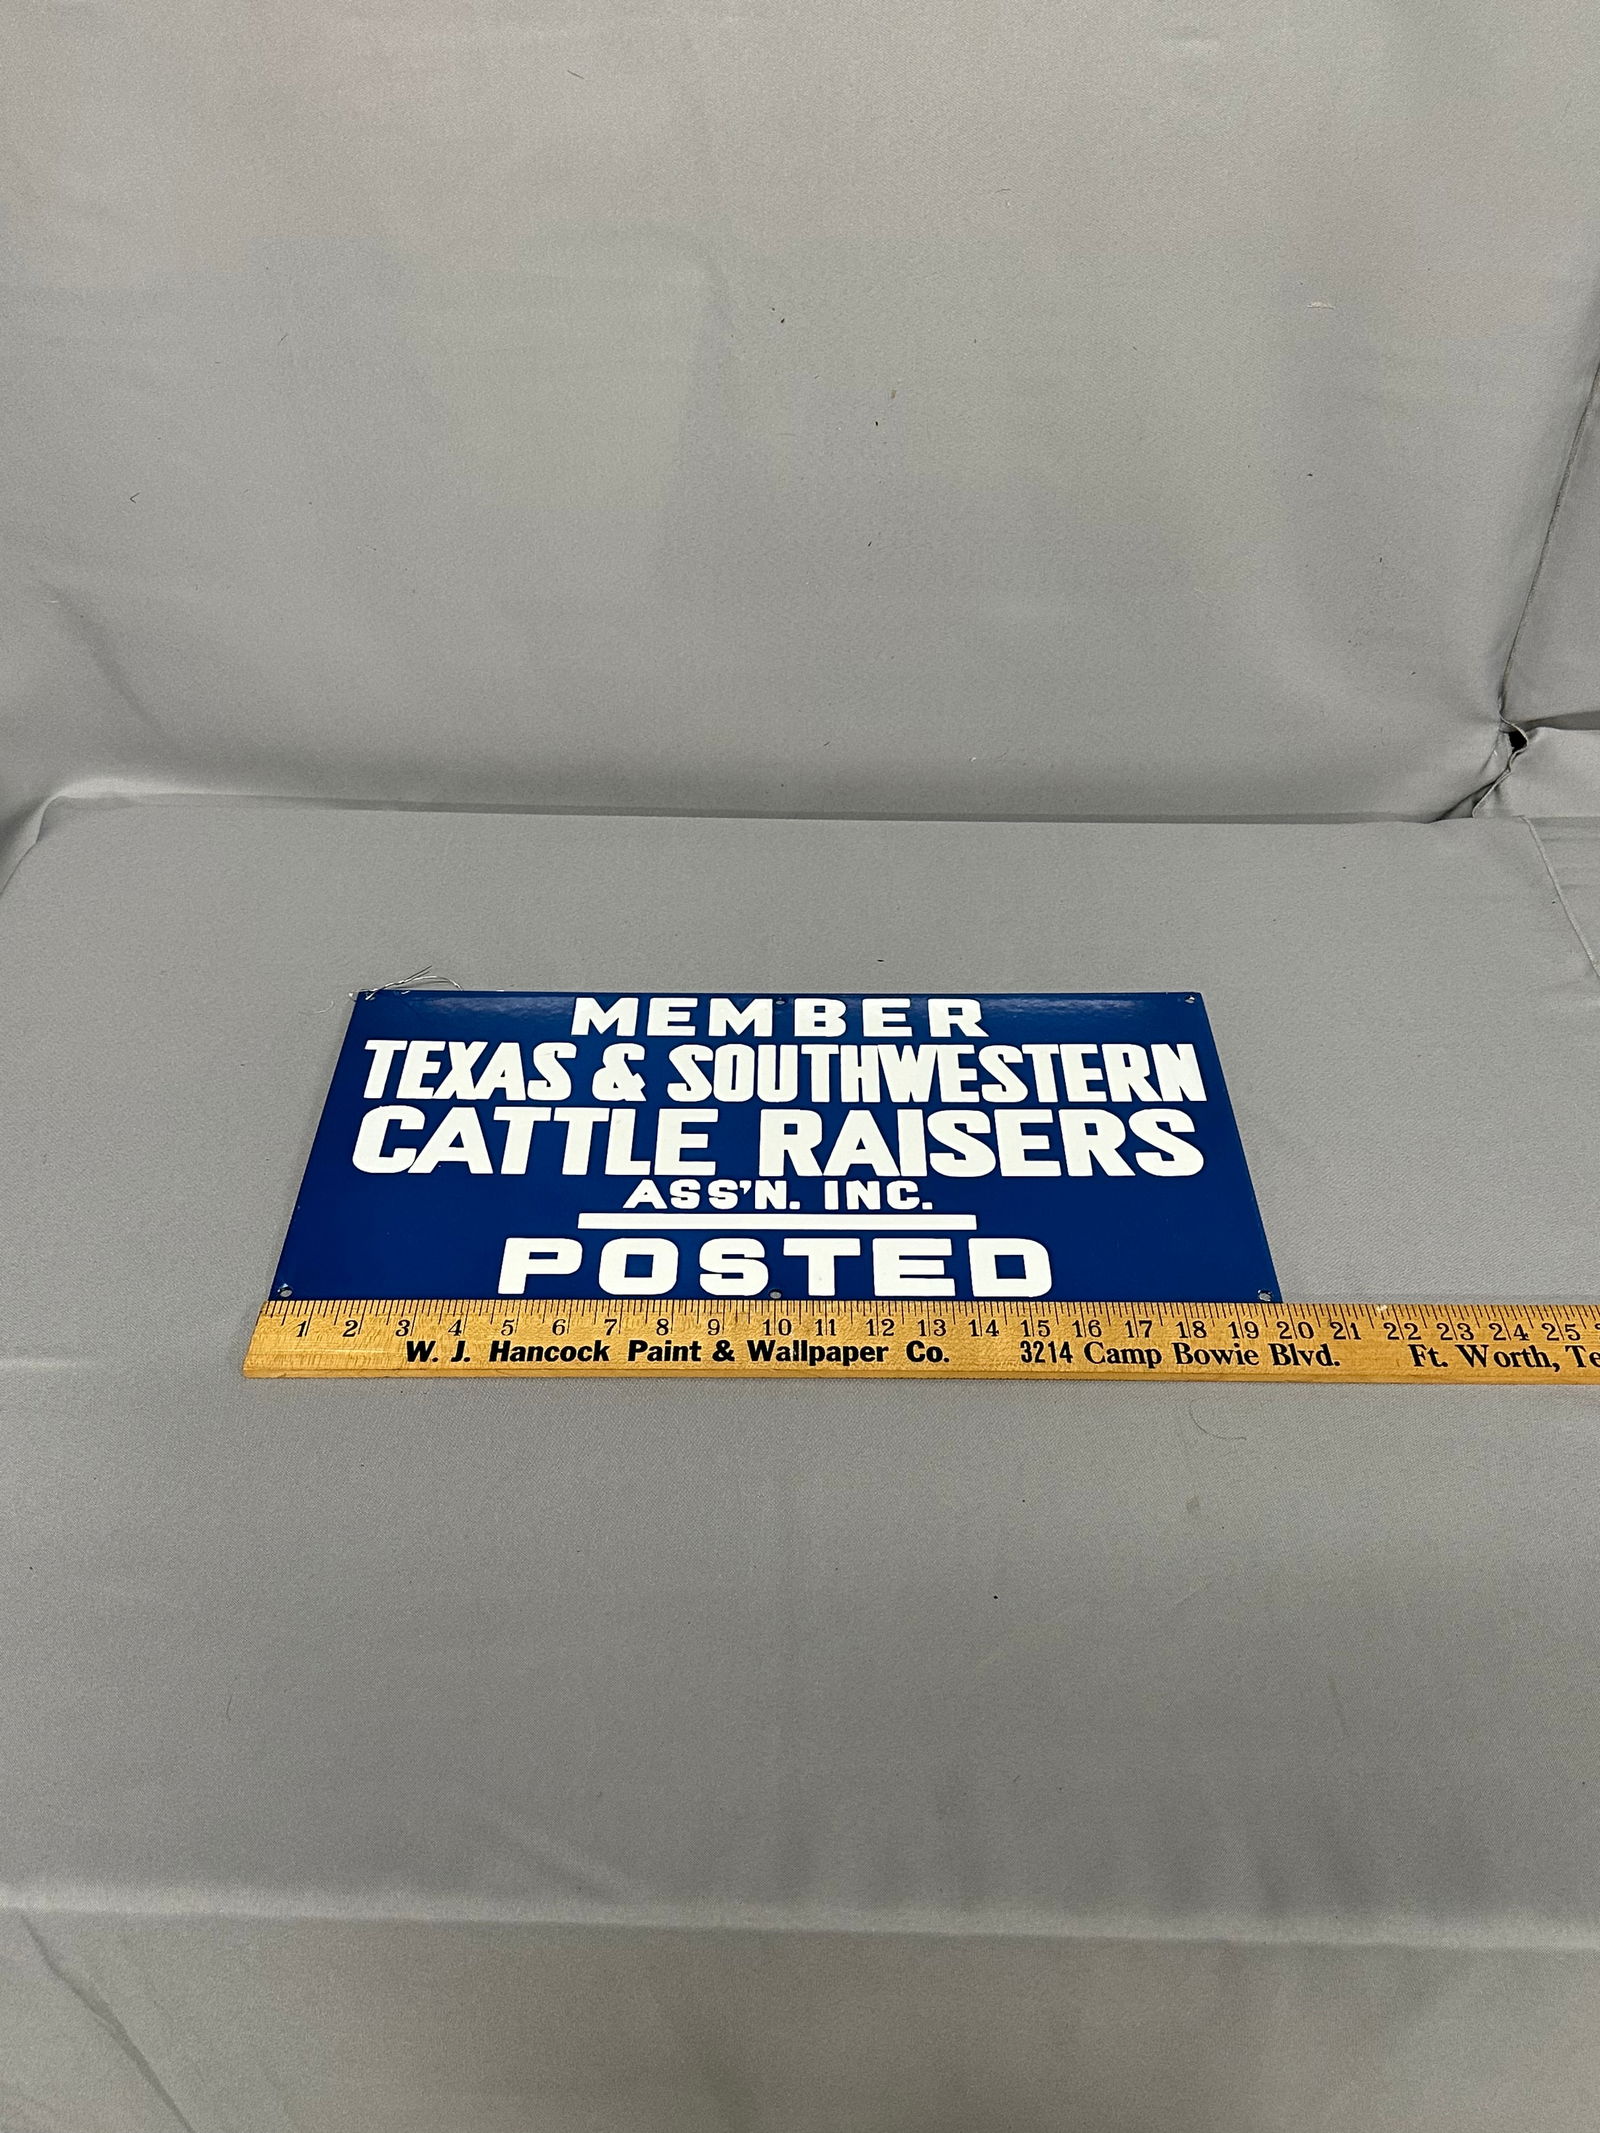 MEMBER
TEXAS & SOUTHWESTERN
CATTLE RAISERS
ASS'N. INC.
POSTED
1 2 3 4 5 6 7 8 9 10 11 12 13 14 15 16 17 18 19 20 21 22 23 24 25
W. J. Hancock Paint & Wallpaper Co. 3214 Camp Bowie Blvd. Ft. Worth, Te